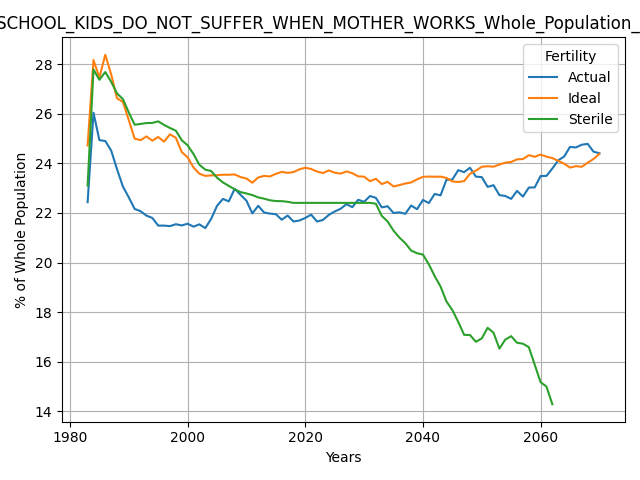 SCHOOL_KIDS_DO_NOT_SUFFER_WHEN_MOTHER_WORKS_Whole_Population_
Fertility
Actual
Ideal
Sterile
% of Whole Population
28
26
24
22
20
18
16
14
1980
2000
2020
2040
2060
Years